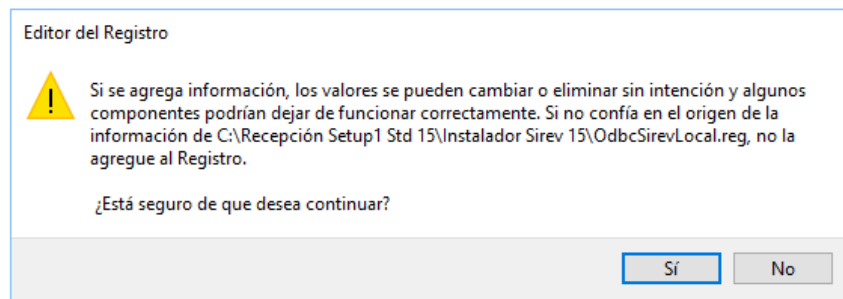 Editor del Registro
Si se agrega información, los valores se pueden cambiar o eliminar sin intención y algunos
componentes podrían dejar de funcionar correctamente. Si no confía en el origen de la
información de C:\Recepción Setup1 Std 15\Instalador Sirev 15\OdbcSirevLocal.reg, no la
agregue al Registro.
¿Está seguro de que desea continuar?
Sí
No